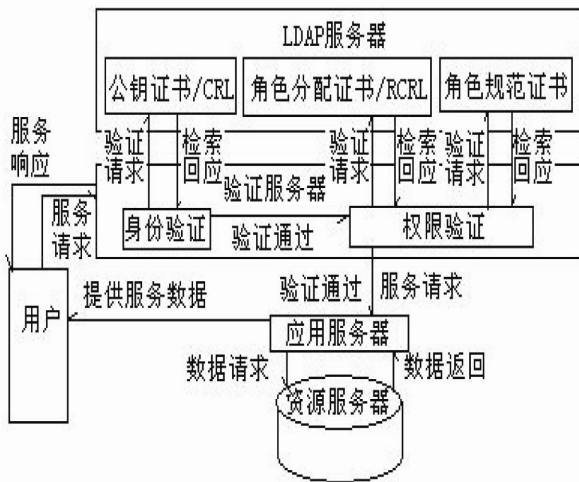 LDAP服务器
公钥证书/CRL
角色分配证书/RCRL
角色规范证书
服务
响应
验证
请求
检索
回应
验证
请求
检索
回应
验证
请求
检索
回应
服务
请求
验证服务器
身份验证
验证通过
权限验证
用户
提供服务数据
验证通过
服务请求
应用服务器
数据请求
数据返回
资源服务器